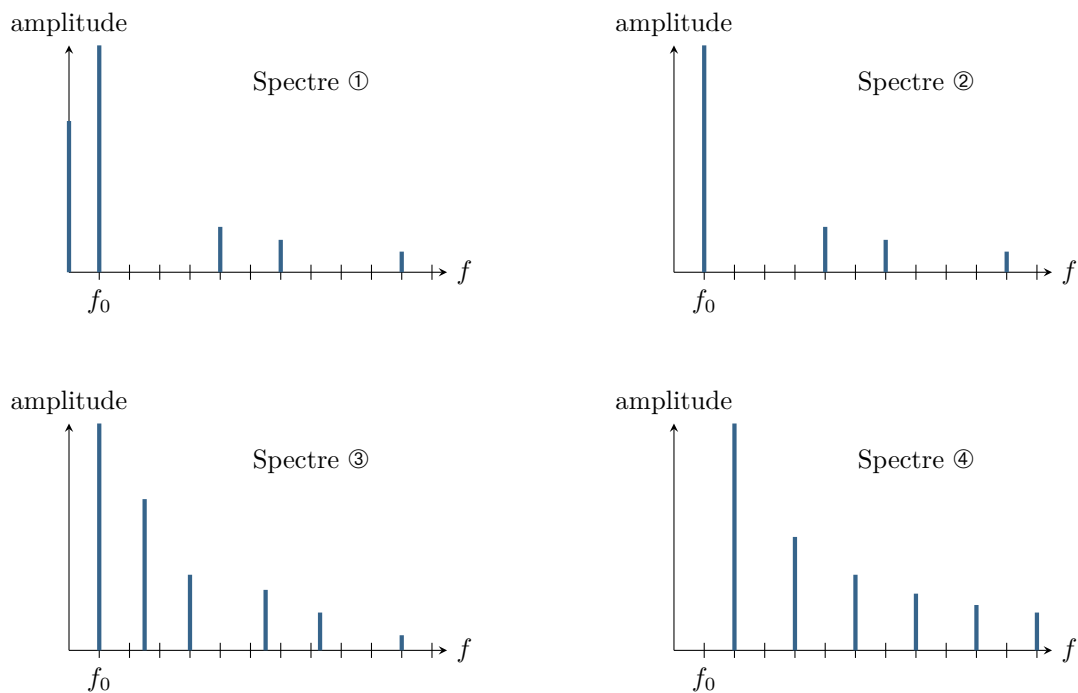 amplitude
Spectre ①
f
f₀
amplitude
Spectre ②
f
f₀
amplitude
Spectre ③
f
f₀
amplitude
Spectre ④
f
f₀